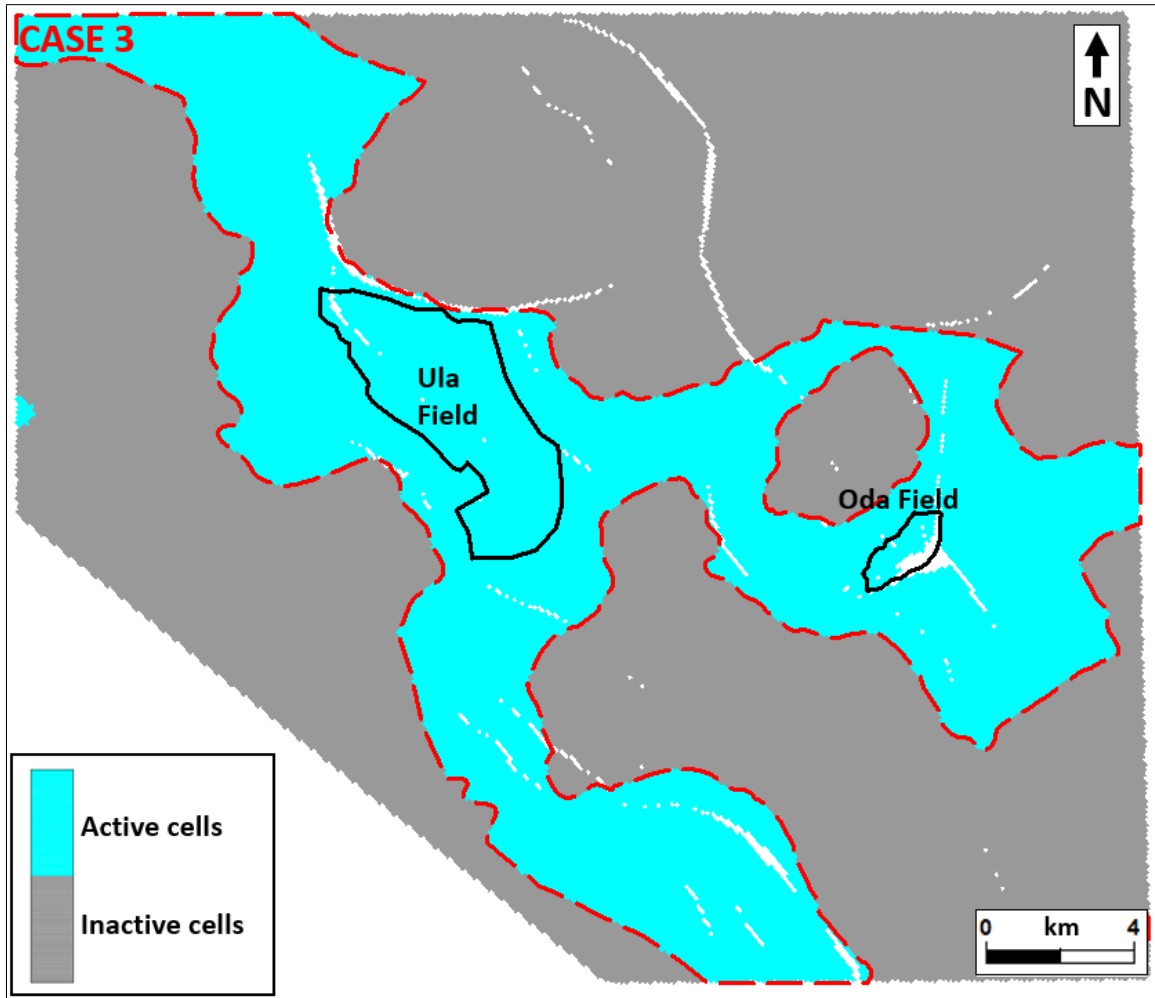 CASE 3
N
Ula
Field
Oda Field
Active cells
Inactive cells
0 km 4